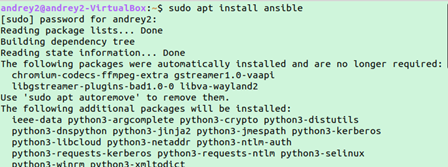 andrey2@andrey2-VirtualBox:~$ sudo apt install ansible
[sudo] password for andrey2:
Reading package lists... Done
Building dependency tree
Reading state information... Done
The following packages were automatically installed and are no longer required:
  chromium-codecs-ffmpeg-extra gstreamer1.0-vaapi
  libgstreamer-plugins-bad1.0-0 libva-wayland2
Use 'sudo apt autoremove' to remove them.
The following additional packages will be installed:
  ieee-data python3-argcomplete python3-crypto python3-distutils
  python3-dnspython python3-jinja2 python3-jmespath python3-kerberos
  python3-libcloud python3-netaddr python3-ntlm-auth
  python3-requests-kerberos python3-requests-ntlm python3-selinux
  python3-winrm python3-xmltodict